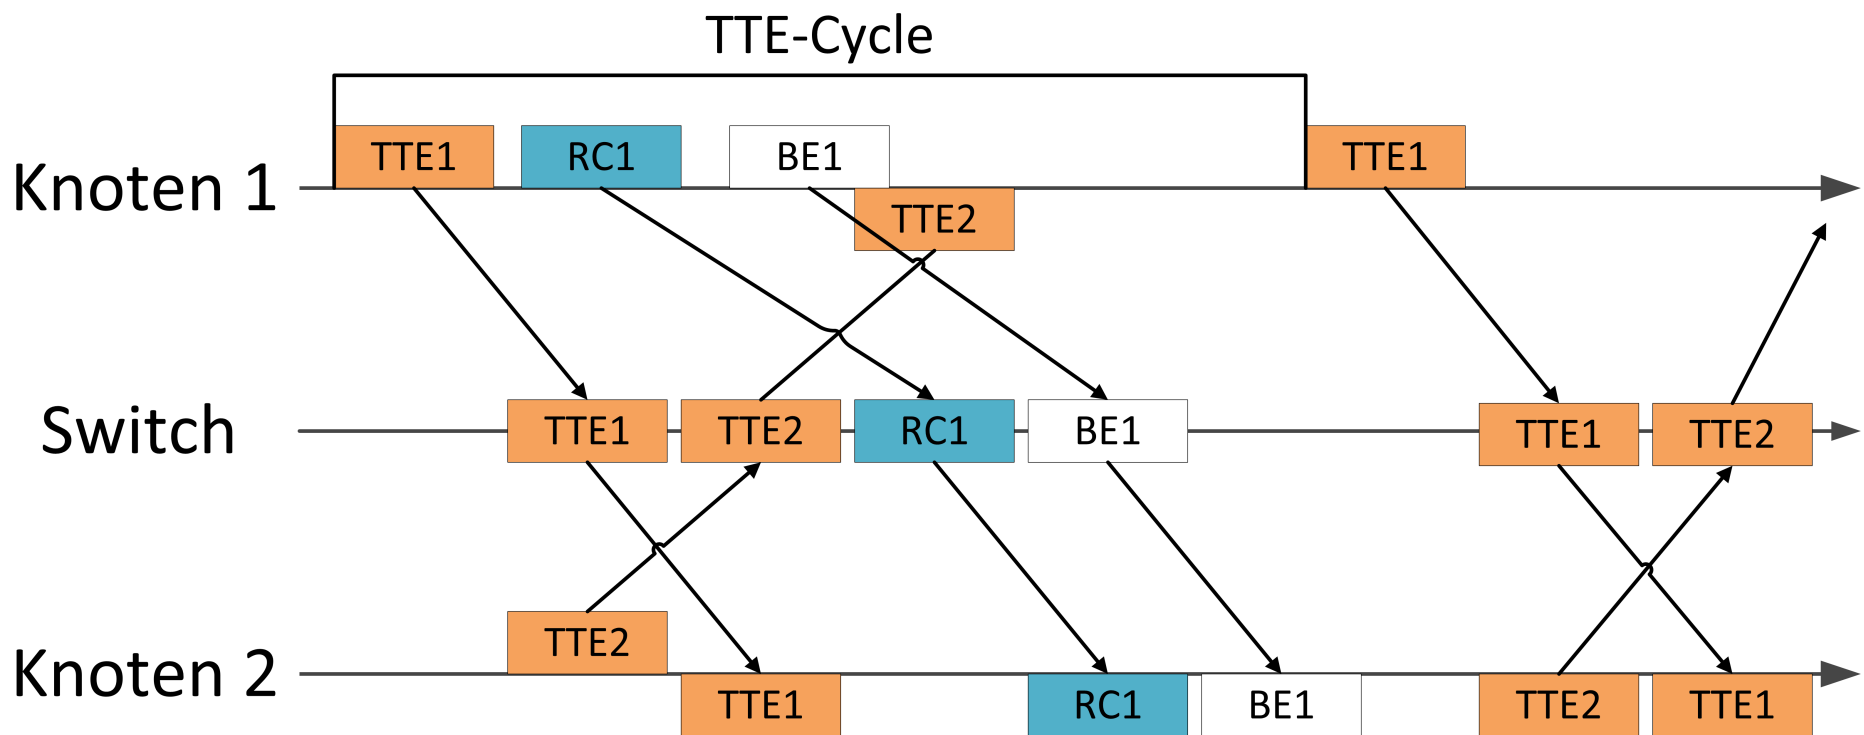 TTE-Cycle
TTE1 RC1 BE1 TTE1
Knoten 1
TTE2
Switch TTE1 TTE2 RC1 BE1 TTE1 TTE2
TTE2
Knoten 2
TTE1 RC1 BE1 TTE2 TTE1